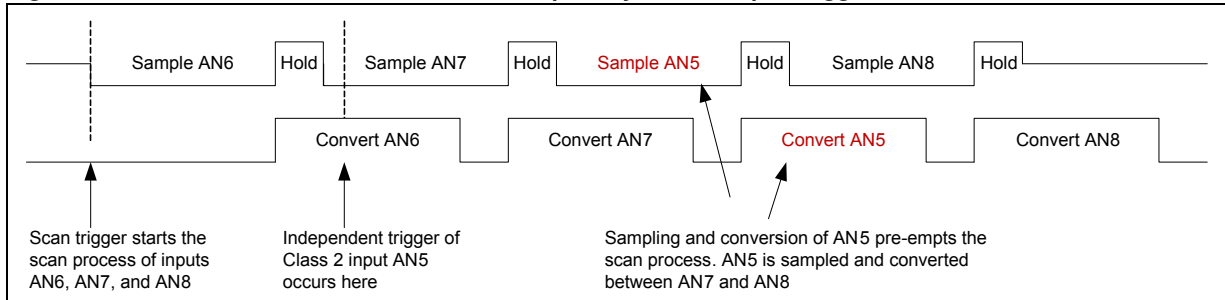 Sample AN6 Hold Sample AN7 Hold Sample AN5 Hold Sample AN8 Hold
Convert AN6 Convert AN7 Convert AN5 Convert AN8
Scan trigger starts the
scan process of inputs
AN6, AN7, and AN8
Independent trigger of
Class 2 input AN5
occurs here
Sampling and conversion of AN5 pre-empts the
scan process. AN5 is sampled and converted
between AN7 and AN8